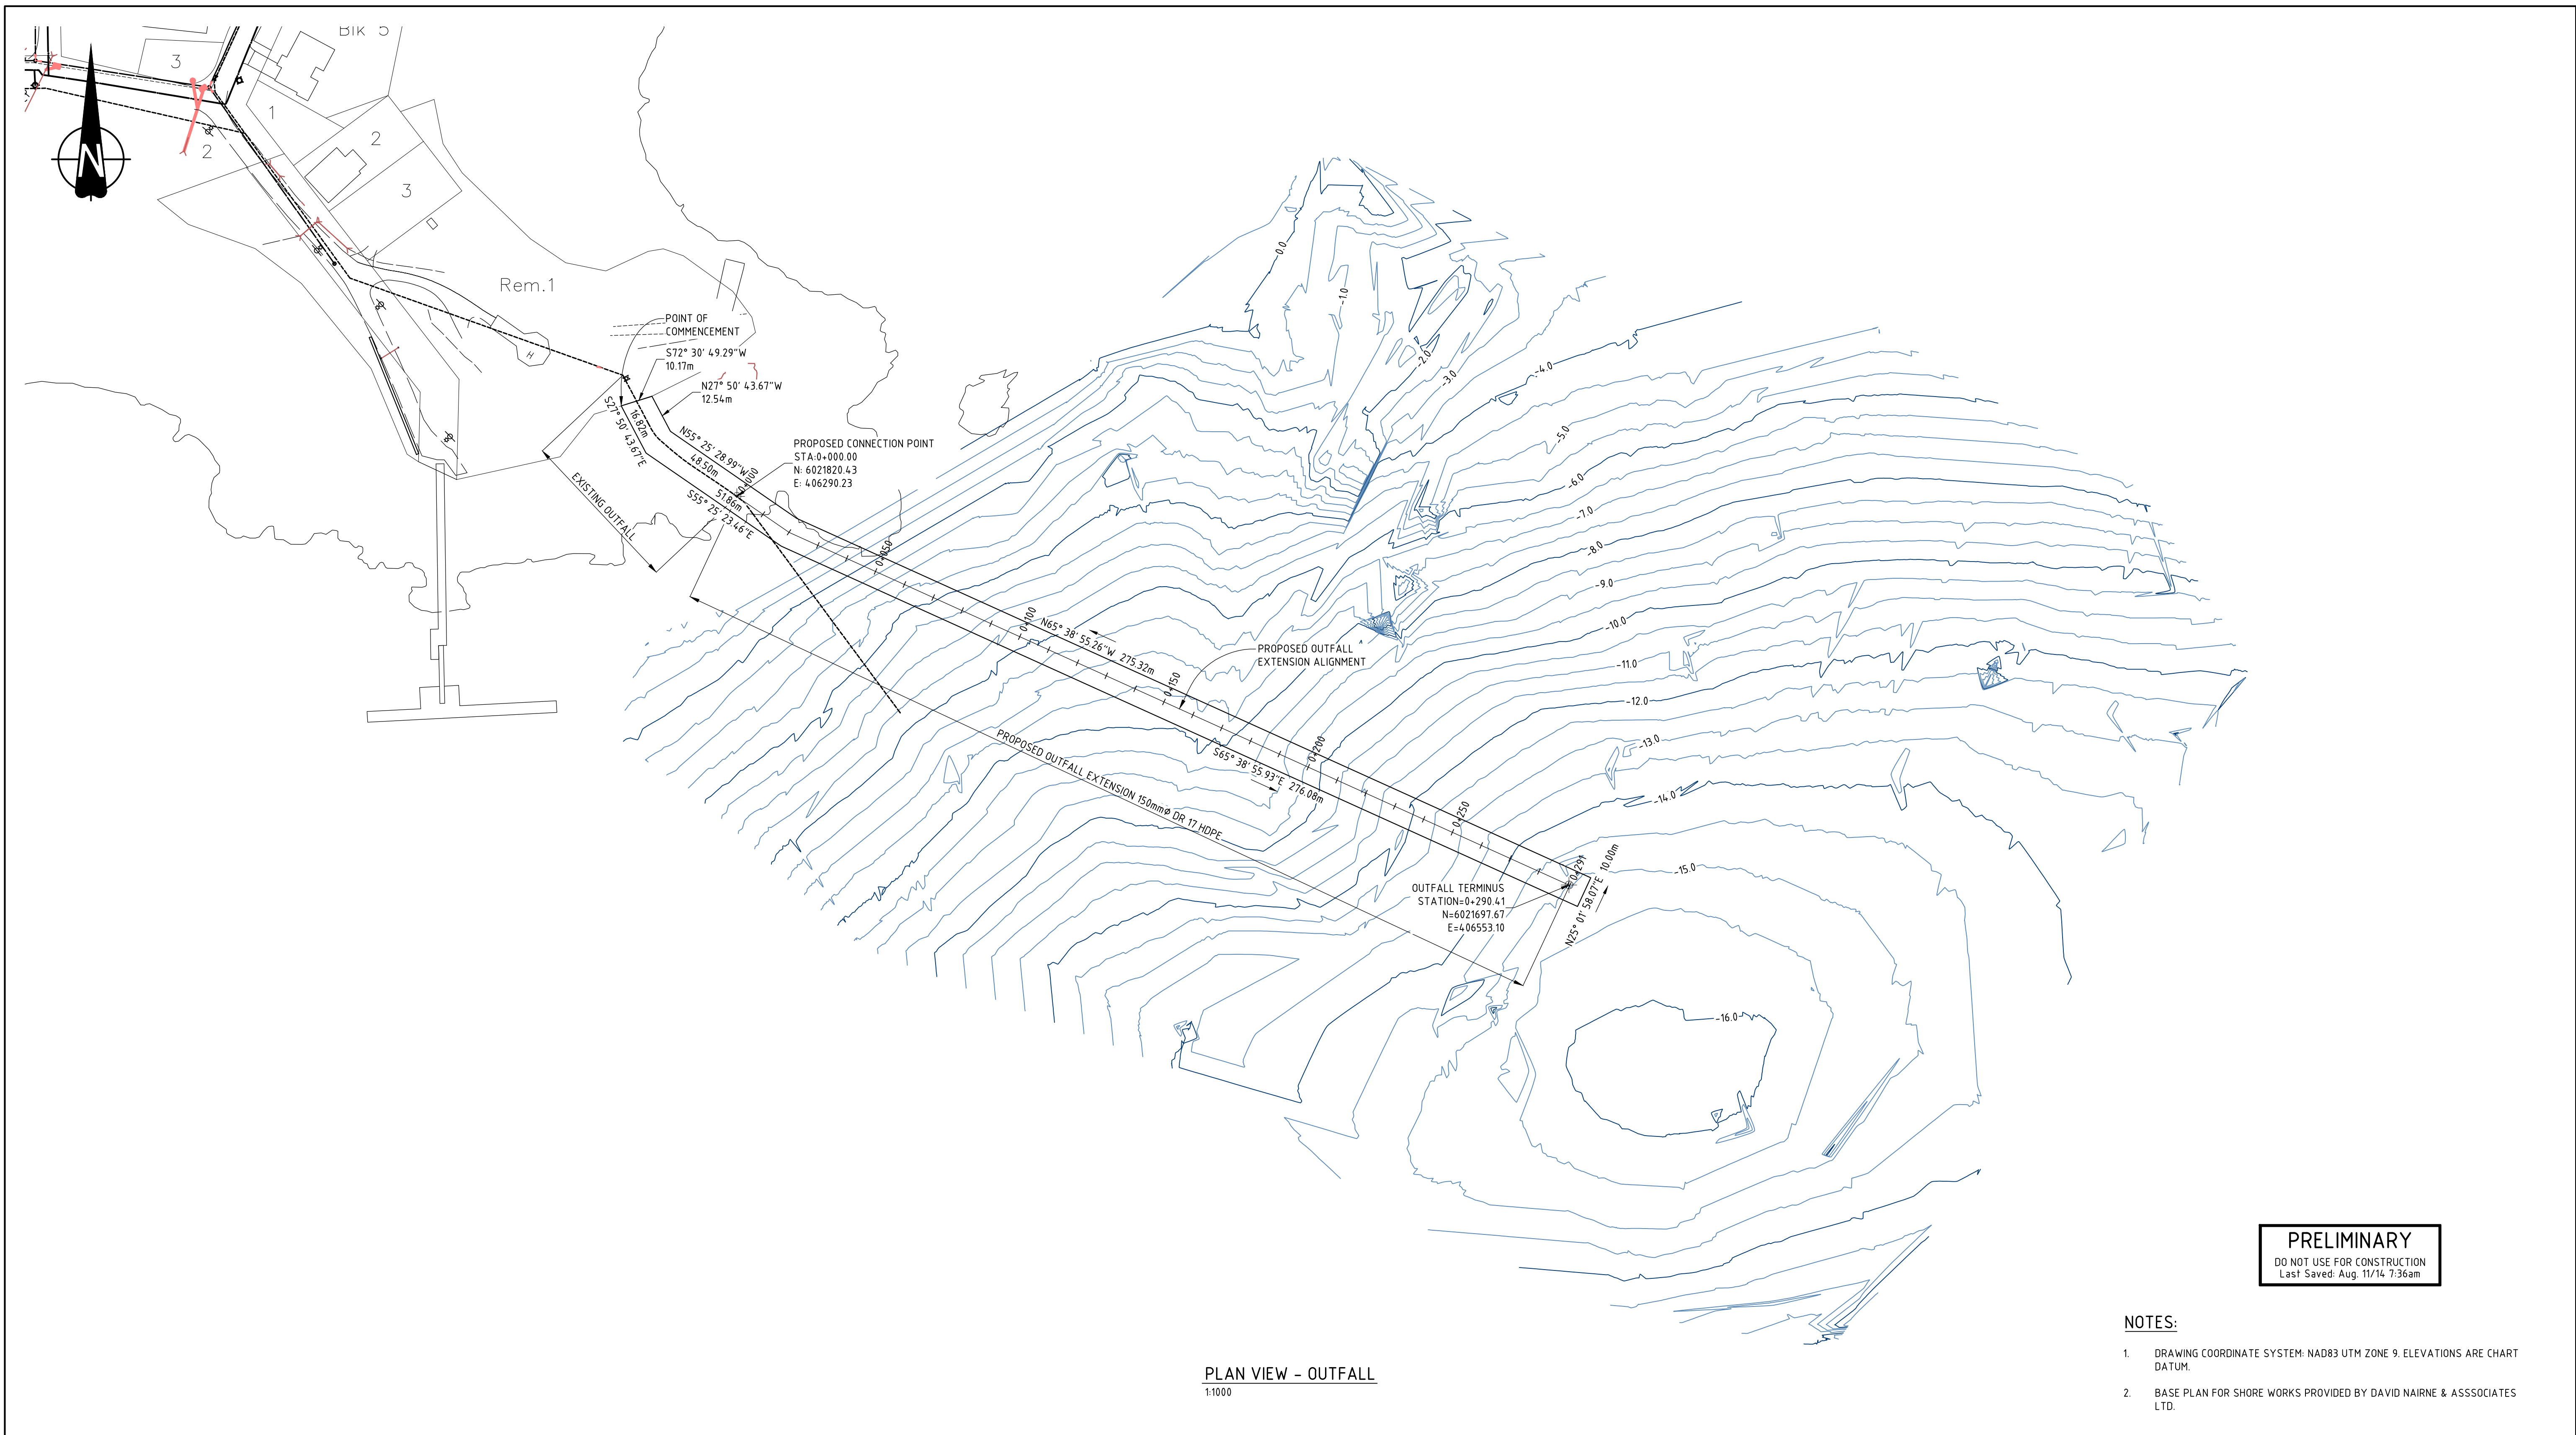 Blk 5
3
1
2
2
3
N
Rem.1
H
POINT OF
COMMENCEMENT
S72° 30' 49.29"W
10.17m
N27° 50' 43.67"W
12.54m
16.82m
S27° 50' 43.67"E
N55° 25' 28.99"W
48.50m
51.86m
S55° 25' 23.46"E
EXISTING OUTFALL
PROPOSED CONNECTION POINT
STA:0+000.00
N: 6021820.43
E: 406290.23
0+000
0+050
0+100
N65° 38' 55.26"W 275.32m
0+150
PROPOSED OUTFALL
EXTENSION ALIGNMENT
0+200
S65° 38' 55.93"E 276.08m
PROPOSED OUTFALL EXTENSION 150mmø DR 17 HDPE
0+250
0+291
OUTFALL TERMINUS
STATION=0+290.41
N=6021697.67
E=406553.10
N25° 01' 58.07"E 10.00m
0.0
-1.0
-2.0
-3.0
-4.0
-5.0
-6.0
-7.0
-8.0
-9.0
-10.0
-11.0
-12.0
-13.0
-14.0
-15.0
-16.0
PRELIMINARY
DO NOT USE FOR CONSTRUCTION
Last Saved: Aug. 11/14 7:36am
NOTES:
1. DRAWING COORDINATE SYSTEM: NAD83 UTM ZONE 9. ELEVATIONS ARE CHART
DATUM.
2. BASE PLAN FOR SHORE WORKS PROVIDED BY DAVID NAIRNE & ASSSOCIATES
LTD.
PLAN VIEW - OUTFALL
1:1000